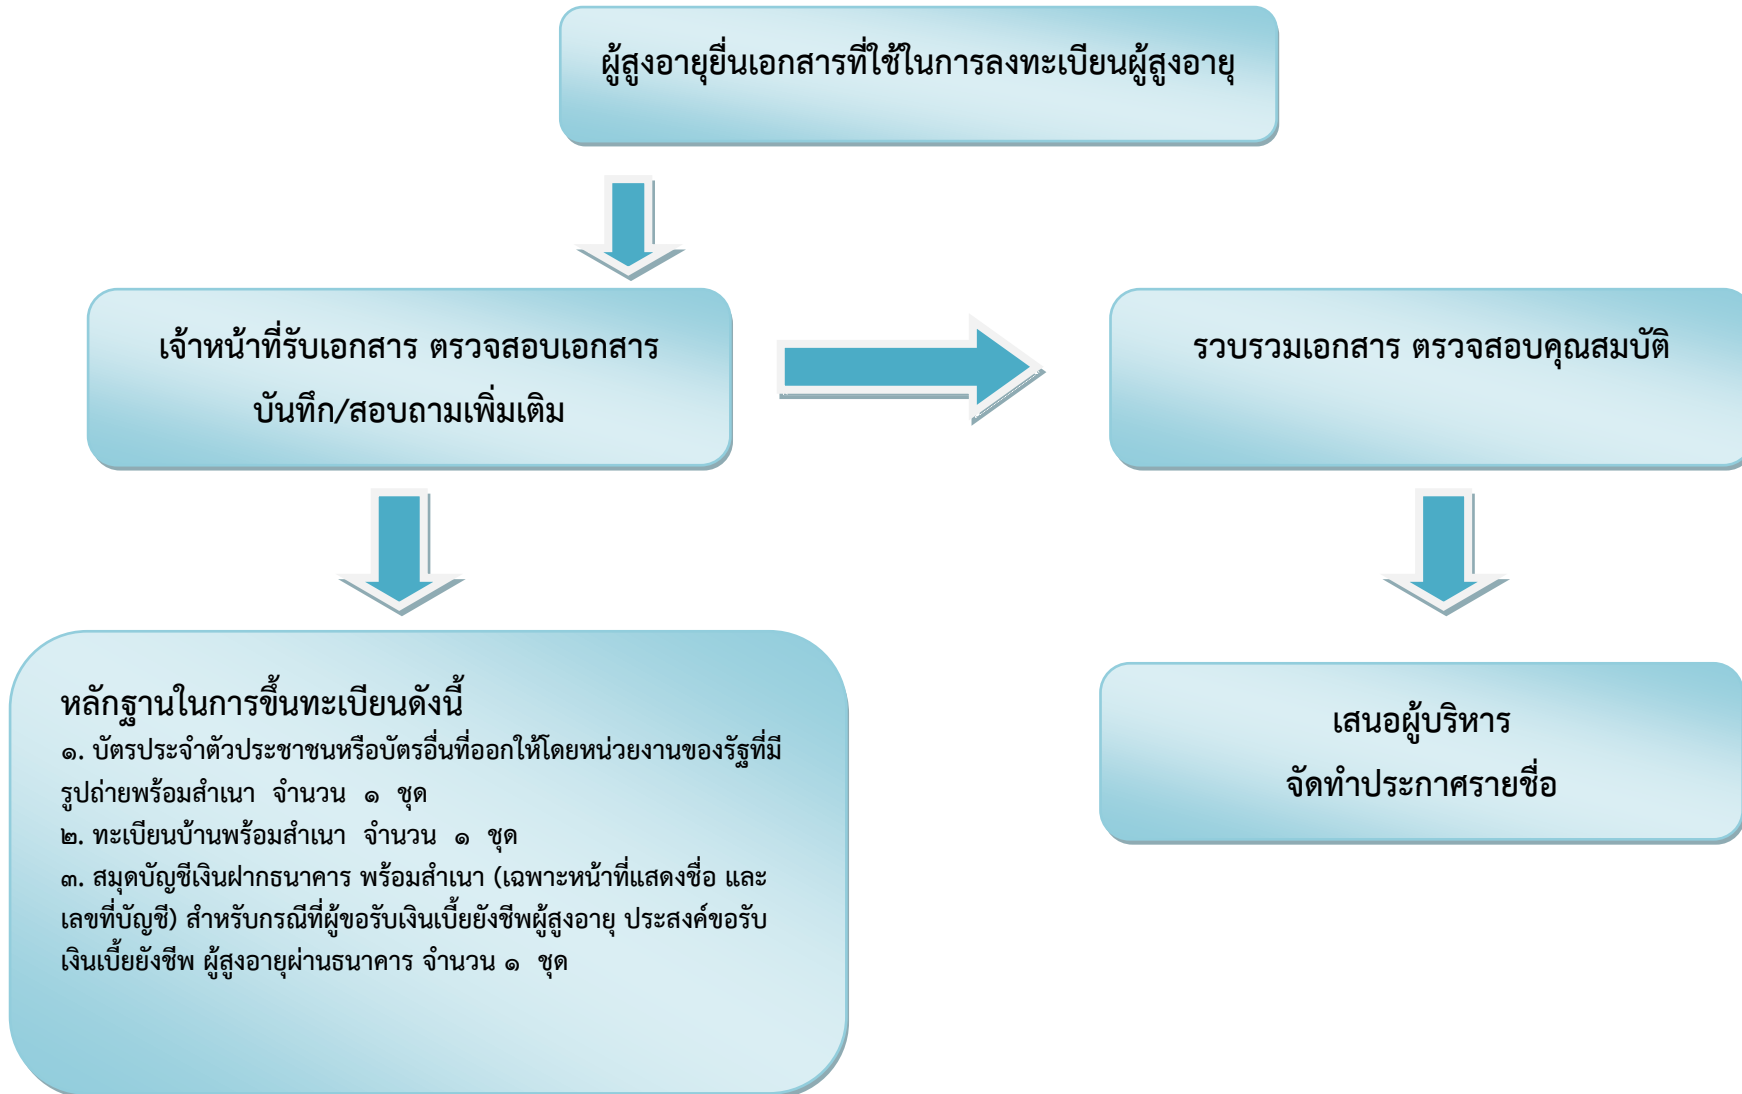 ผู้สูงอายุยื่นเอกสารที่ใช้ในการลงทะเบียนผู้สูงอายุ
เจ้าหน้าที่รับเอกสาร ตรวจสอบเอกสาร
บันทึก/สอบถามเพิ่มเติม
รวบรวมเอกสาร ตรวจสอบคุณสมบัติ
หลักฐานในการขึ้นทะเบียนดังนี้
๑. บัตรประจำตัวประชาชนหรือบัตรอื่นที่ออกให้โดยหน่วยงานของรัฐที่มี
รูปถ่ายพร้อมสำเนา จำนวน ๑ ชุด
๒. ทะเบียนบ้านพร้อมสำเนา จำนวน ๑ ชุด
๓. สมุดบัญชีเงินฝากธนาคาร พร้อมสำเนา (เฉพาะหน้าที่แสดงชื่อ และ
เลขที่บัญชี) สำหรับกรณีที่ผู้ขอรับเงินเบี้ยยังชีพผู้สูงอายุ ประสงค์ขอรับ
เงินเบี้ยยังชีพ ผู้สูงอายุผ่านธนาคาร จำนวน ๑ ชุด
เสนอผู้บริหาร
จัดทำประกาศรายชื่อ